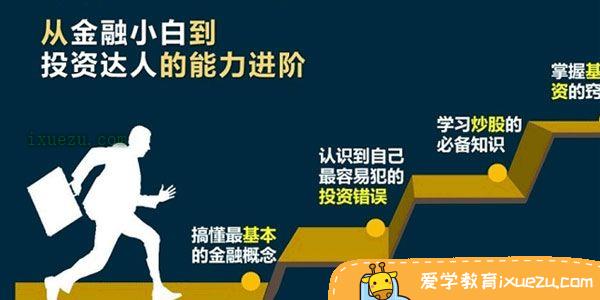 从金融小白到
投资达人的能力进阶
ixuezu.com
搞懂最基本
的金融概念
认识到自己
最容易犯的
投资错误
学习炒股的
必备知识
掌握基
资的窍
爱学教育ixuezu.com